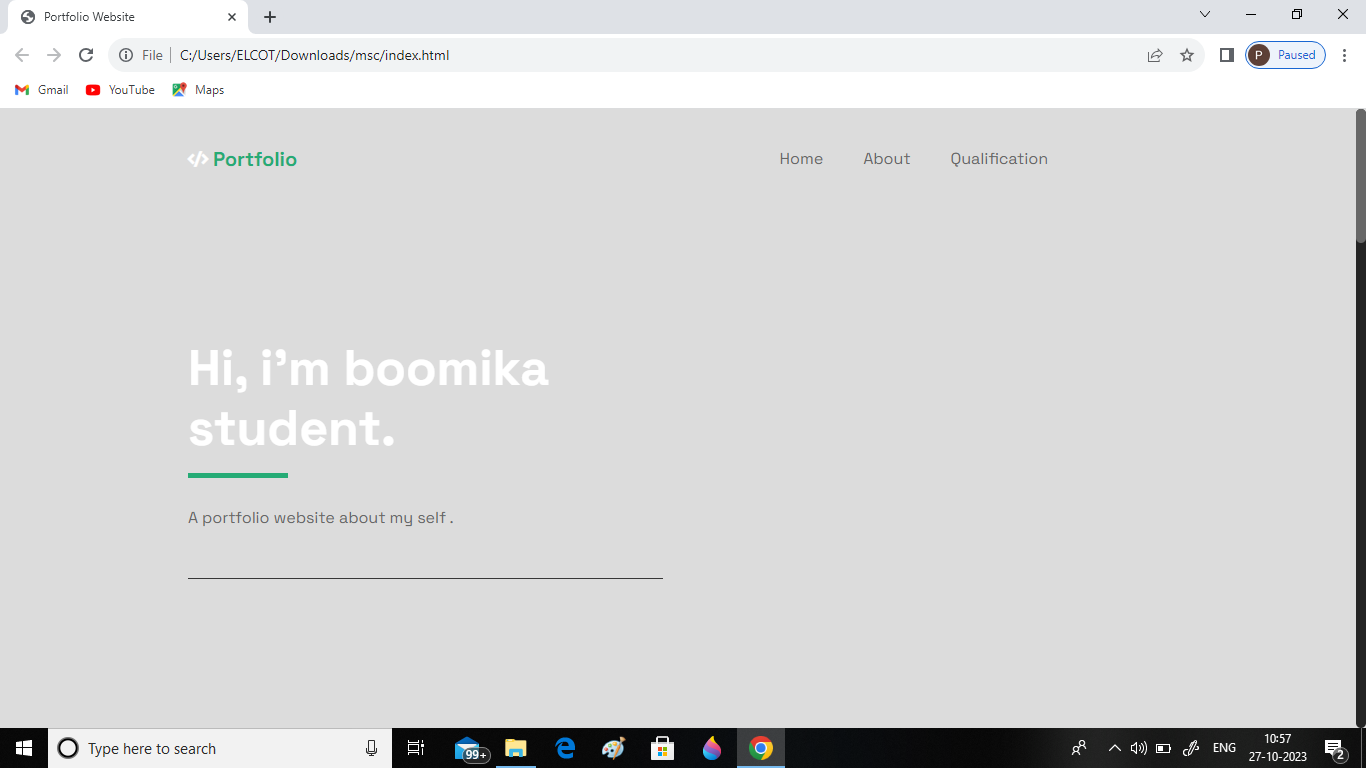 Portfolio Website
File
C:/Users/ELCOT/Downloads/msc/index.html
P
Paused
Gmail
YouTube
Maps
Portfolio
Home
About
Qualification
Hi, i'm boomika
student.
A portfolio website about my self .
Type here to search
99+
ENG
10:57
27-10-2023
2